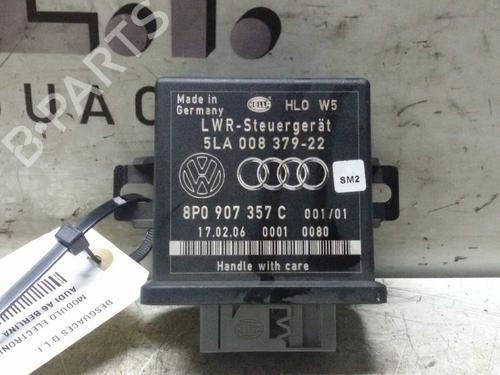 B-PARTS
Made in
Germany
HELLA
HLO W5
LWR-Steuergerät
5LA 008 379-22
SM2
8P0 907 357 C 001/01
17.02.06 0001 0080
Handle with care
DESGUACES D.L.I
MODULO ELECTRONI
AUDI A6 BERLINA